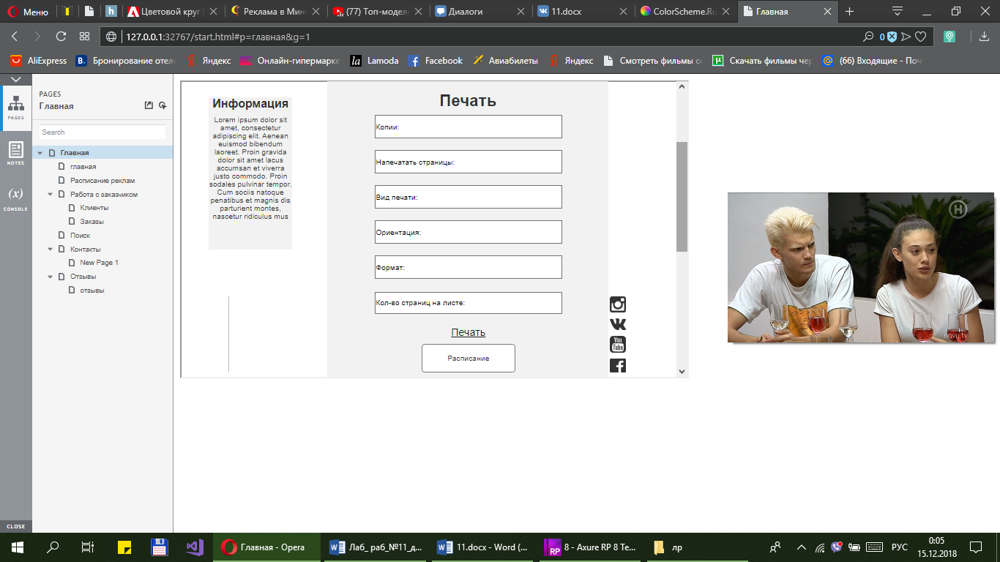 Меню
Цветовой круг
Реклама в Мин
(77) Топ-модел
Диалоги
11.docx
ColorScheme.Ru
Главная
127.0.0.1:32767/start.html#p=главная&g=1
0
AliExpress
B. Бронирование отеле
Яндекс
Онлайн-гипермарке
la Lamoda
Facebook
Авиабилеты
Яндекс
Смотреть фильмы о
Скачать фильмы чер
(66) Входящие - Поч
PAGES
NOTES
(x)
CONSOLE
CLOSE
PAGES
Главная
Search
Главная
главная
Расписание реклам
Работа с заказчиком
Клиенты
Заказы
Поиск
Контакты
New Page 1
Отзывы
отзывы
Информация
Lorem ipsum dolor sit
amet, consectetur
adipiscing elit. Aenean
euismod bibendum
laoreet. Proin gravida
dolor sit amet lacus
accumsan et viverra
justo commodo. Proin
sodales pulvinar tempor.
Cum sociis natoque
penatibus et magnis dis
parturient montes,
nascetur ridiculus mus
Печать
Копии:
Напечатать страницы:
Вид печати:
Ориентация:
Формат:
Кол-во страниц на листе:
Печать
Расписание
You
Tube
H
novy.tv
Главная - Opera
Лаб_ раб_№11_д...
11.docx - Word (...
RP
8 - Axure RP 8 Te...
лр
РУС
0:05
15.12.2018